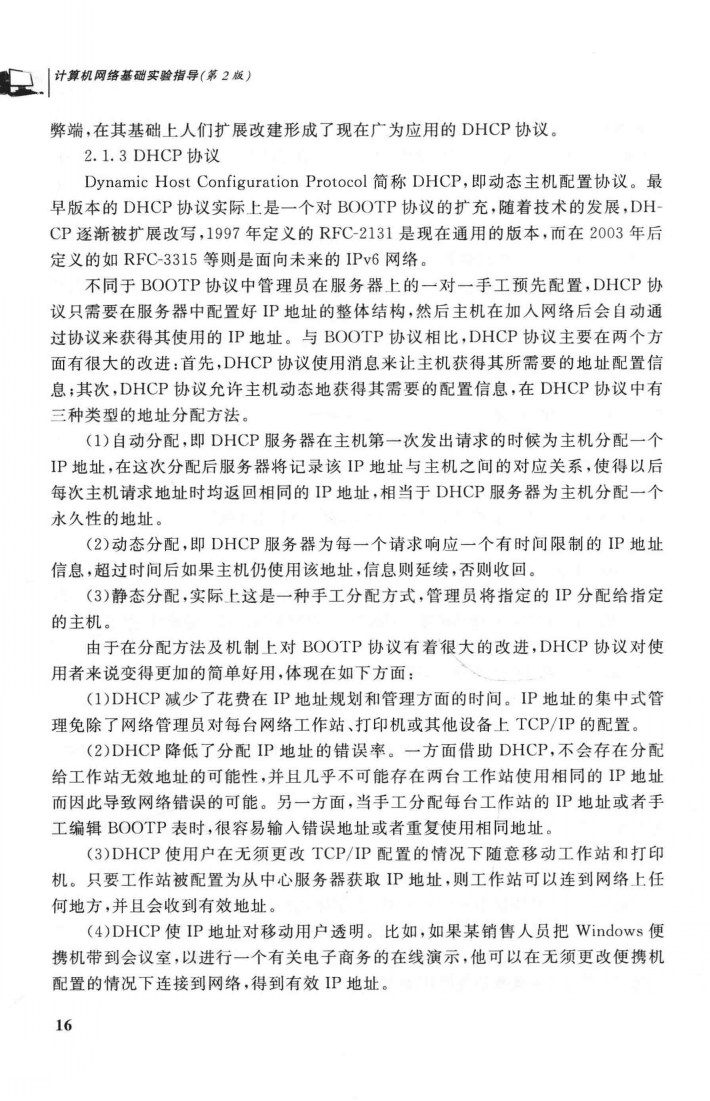 计算机网络基础实验指导(第 2 版)
弊端,在其基础上人们扩展改建形成了现在广为应用的 DHCP 协议。
2.1.3 DHCP 协议
Dynamic Host Configuration Protocol 简称 DHCP,即动态主机配置协议。最
早版本的 DHCP 协议实际上是一个对 BOOTP 协议的扩充,随着技术的发展,DH-
CP 逐渐被扩展改写,1997 年定义的 RFC-2131 是现在通用的版本,而在 2003 年后
定义的如 RFC-3315 等则是面向未来的 IPv6 网络。
不同于 BOOTP 协议中管理员在服务器上的一对一手工预先配置,DHCP 协
议只需要在服务器中配置好 IP 地址的整体结构,然后主机在加入网络后会自动通
过协议来获得其使用的 IP 地址。与 BOOTP 协议相比,DHCP 协议主要在两个方
面有很大的改进:首先,DHCP 协议使用消息来让主机获得其所需要的地址配置信
息;其次,DHCP 协议允许主机动态地获得其需要的配置信息,在 DHCP 协议中有
三种类型的地址分配方法。
(1)自动分配,即 DHCP 服务器在主机第一次发出请求的时候为主机分配一个
IP 地址,在这次分配后服务器将记录该 IP 地址与主机之间的对应关系,使得以后
每次主机请求地址时均返回相同的 IP 地址,相当于 DHCP 服务器为主机分配一个
永久性的地址。
(2)动态分配,即 DHCP 服务器为每一个请求响应一个有时间限制的 IP 地址
信息,超过时间后如果主机仍使用该地址,信息则延续,否则收回。
(3)静态分配,实际上这是一种手工分配方式,管理员将指定的 IP 分配给指定
的主机。
由于在分配方法及机制上对 BOOTP 协议有着很大的改进,DHCP 协议对使
用者来说变得更加的简单好用,体现在如下方面:
(1)DHCP 减少了花费在 IP 地址规划和管理方面的时间。IP 地址的集中式管
理免除了网络管理员对每台网络工作站、打印机或其他设备上 TCP/IP 的配置。
(2)DHCP 降低了分配 IP 地址的错误率。一方面借助 DHCP,不会存在分配
给工作站无效地址的可能性,并且几乎不可能存在两台工作站使用相同的 IP 地址
而因此导致网络错误的可能。另一方面,当手工分配每台工作站的 IP 地址或者手
工编辑 BOOTP 表时,很容易输入错误地址或者重复使用相同地址。
(3)DHCP 使用户在无须更改 TCP/IP 配置的情况下随意移动工作站和打印
机。只要工作站被配置为从中心服务器获取 IP 地址,则工作站可以连到网络上任
何地方,并且会收到有效地址。
(4)DHCP 使 IP 地址对移动用户透明。比如,如果某销售人员把 Windows 便
携机带到会议室,以进行一个有关电子商务的在线演示,他可以在无须更改便携机
配置的情况下连接到网络,得到有效 IP 地址。
16